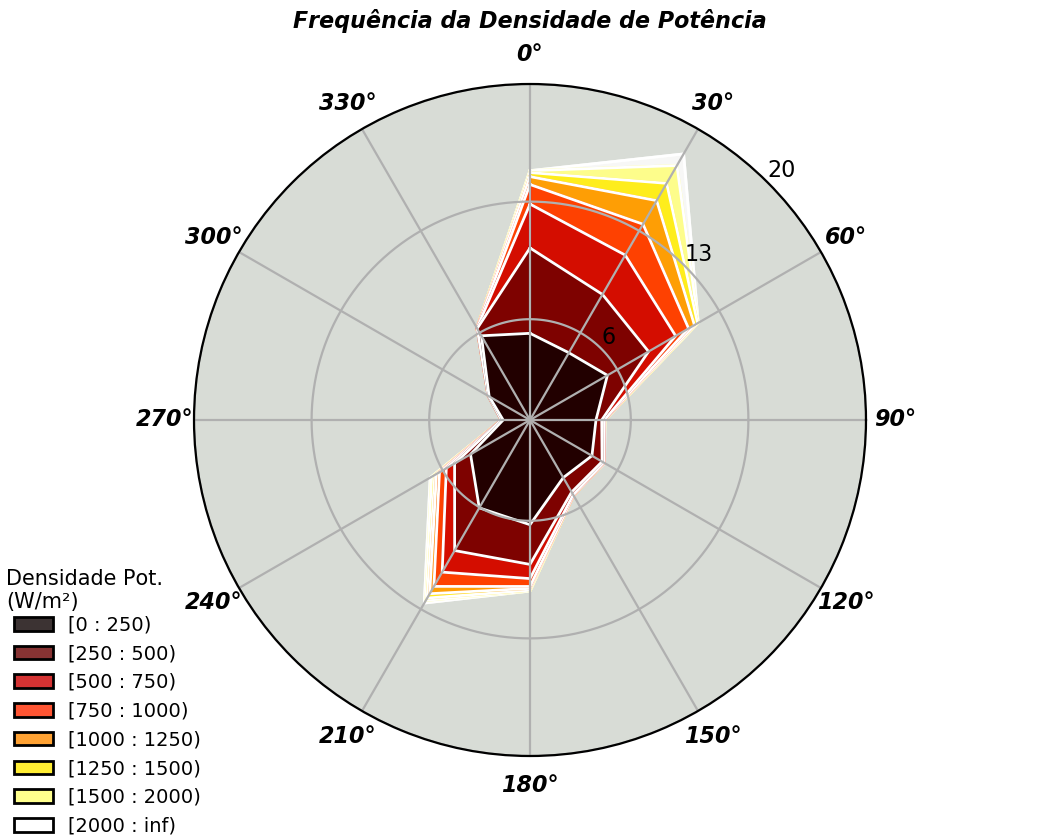 Frequência da Densidade de Potência
0°
330°
30°
20
300°
60°
13
6
270°
90°
240°
120°
210°
150°
180°
Densidade Pot.
(W/m²)
[0 : 250)
[250 : 500)
[500 : 750)
[750 : 1000)
[1000 : 1250)
[1250 : 1500)
[1500 : 2000)
[2000 : inf)